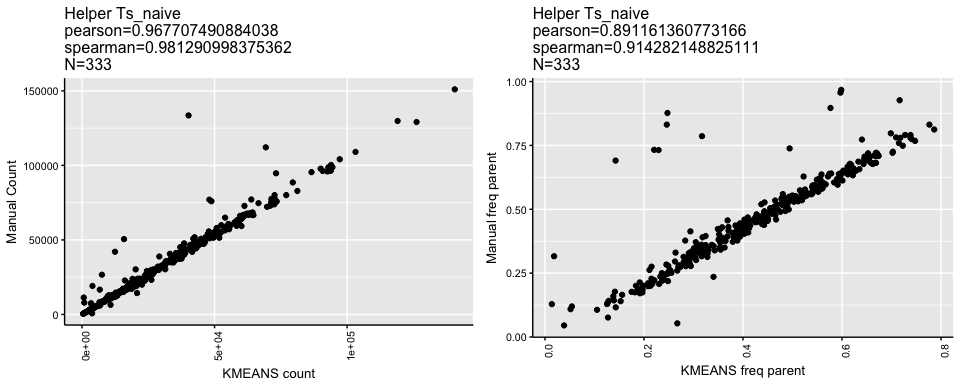 Helper Ts_naive
pearson=0.967707490884038
spearman=0.981290998375362
N=333
150000
100000
50000
0
Manual Count
0e+00
5e+04
1e+05
KMEANS count
Helper Ts_naive
pearson=0.891161360773166
spearman=0.914282148825111
N=333
1.00
0.75
0.50
0.25
0.00
Manual freq parent
0.0
0.2
0.4
0.6
0.8
KMEANS freq parent